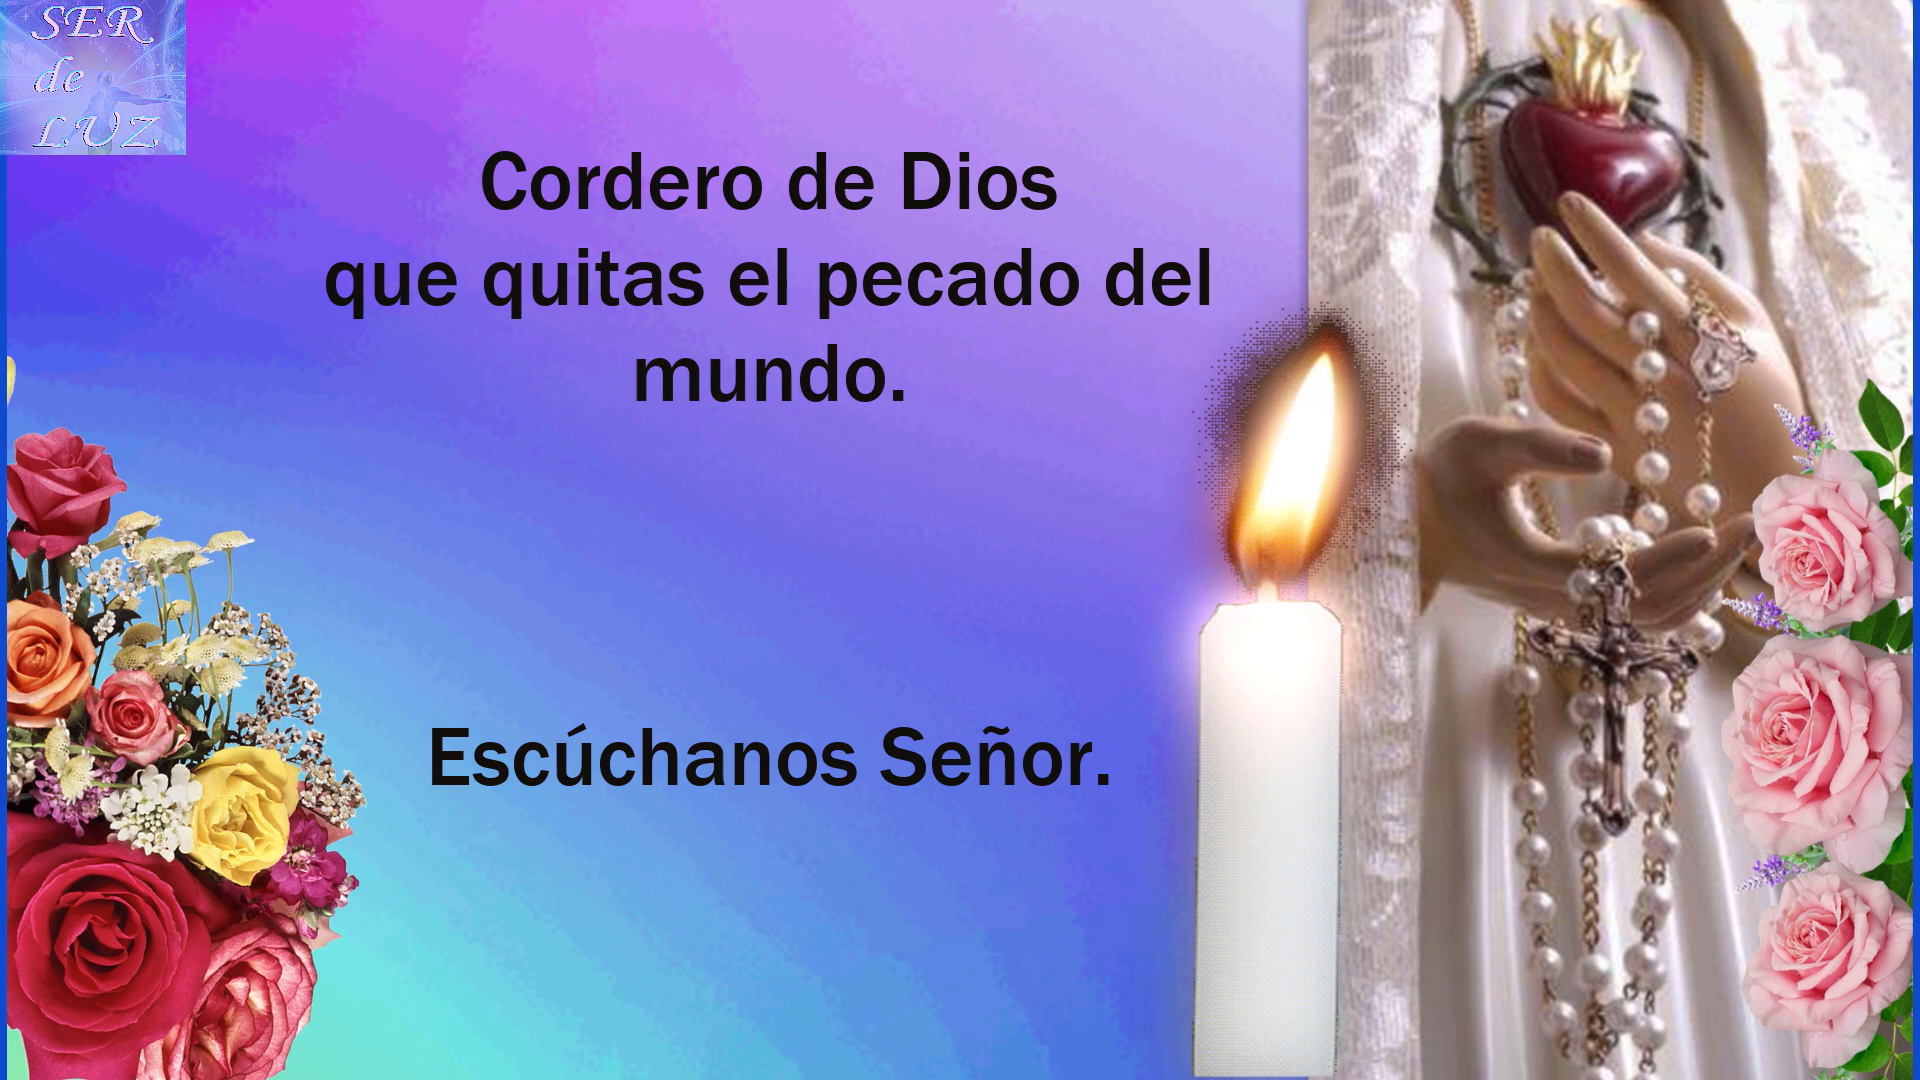 SER
de
LUZ
Cordero de Dios
que quitas el pecado del
mundo.
Escúchanos Señor.